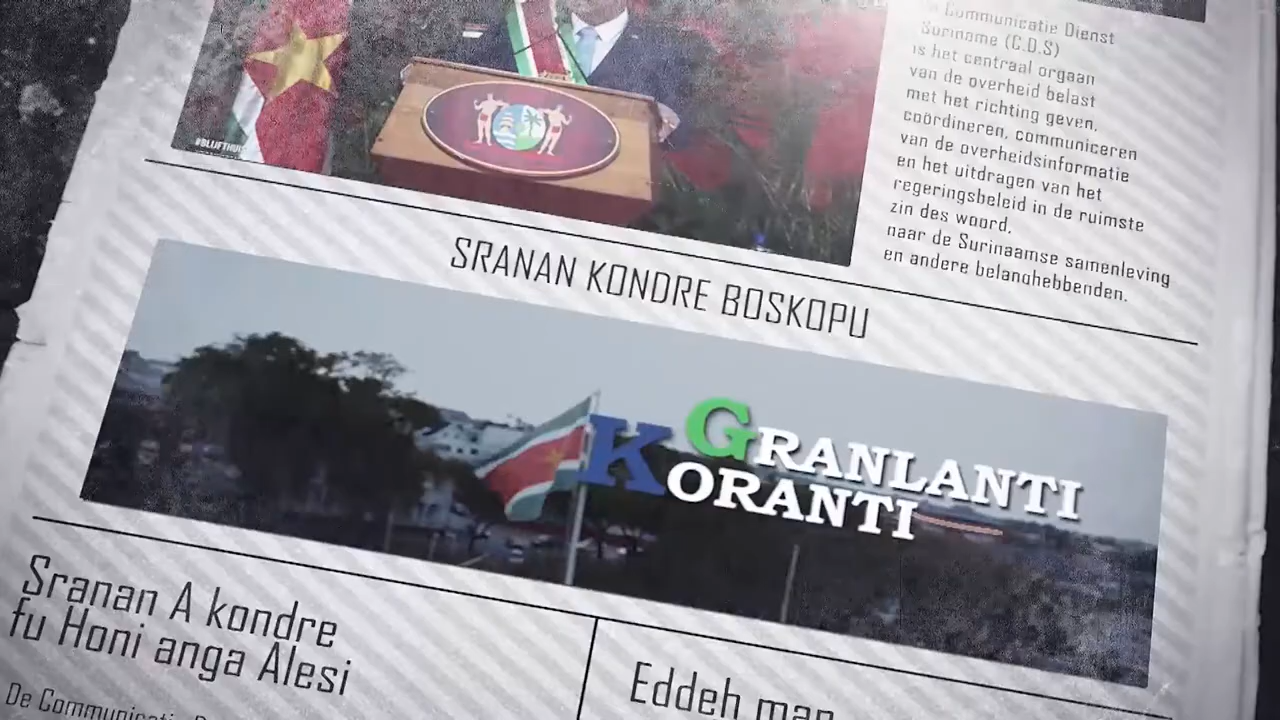 Communicatie Dienst
Suriname (C.D.S)
is het centraal orgaan
van de overheid belast
met het richting geven,
coördineren, communiceren
van de overheidsinformatie
en het uitdragen van het
regeringsbeleid in de ruimste
zin des woord,
naar de Surinaamse samenleving
en andere belanghebbenden.
SRANAN KONDRE BOSKOPU
GRANLANTI
KORANTI
Sranan A kondre
fu Honi anga Alesi
Eddeh man
De Communicatie